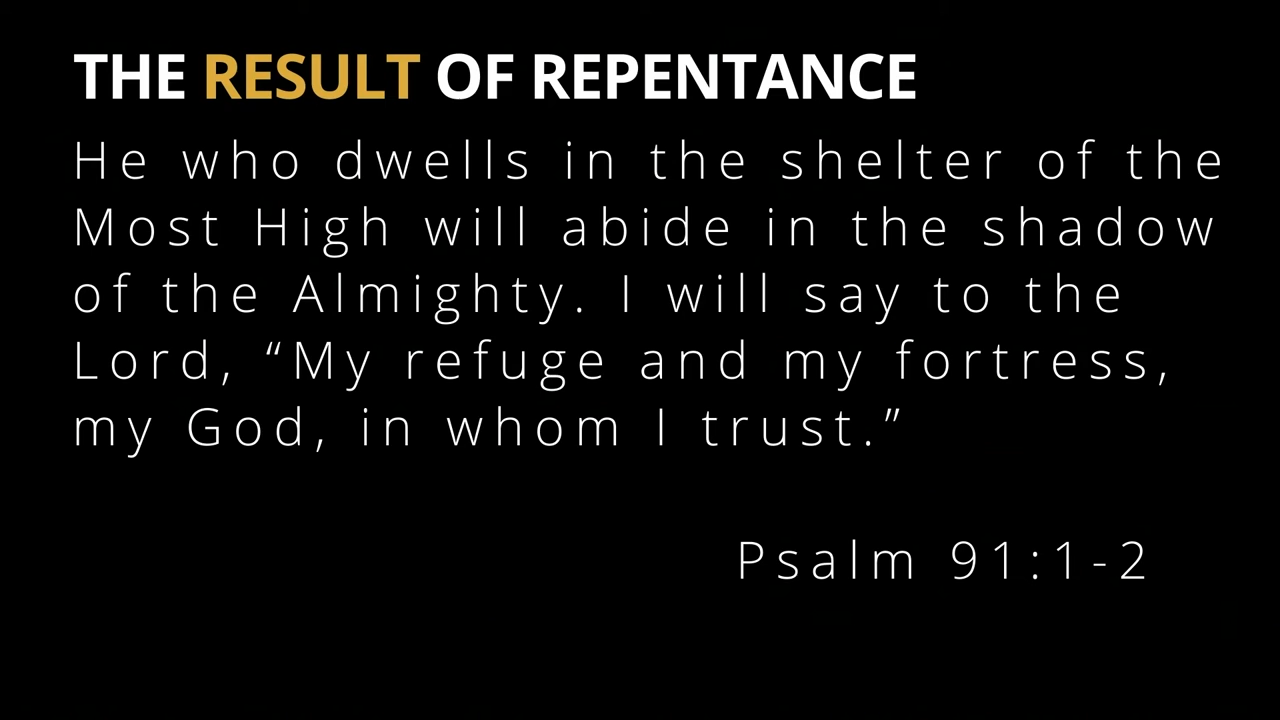 THE RESULT OF REPENTANCE
He who dwells in the shelter of the
Most High will abide in the shadow
of the Almighty. I will say to the
Lord, “My refuge and my fortress,
my God, in whom I trust.”
Psalm 91:1-2